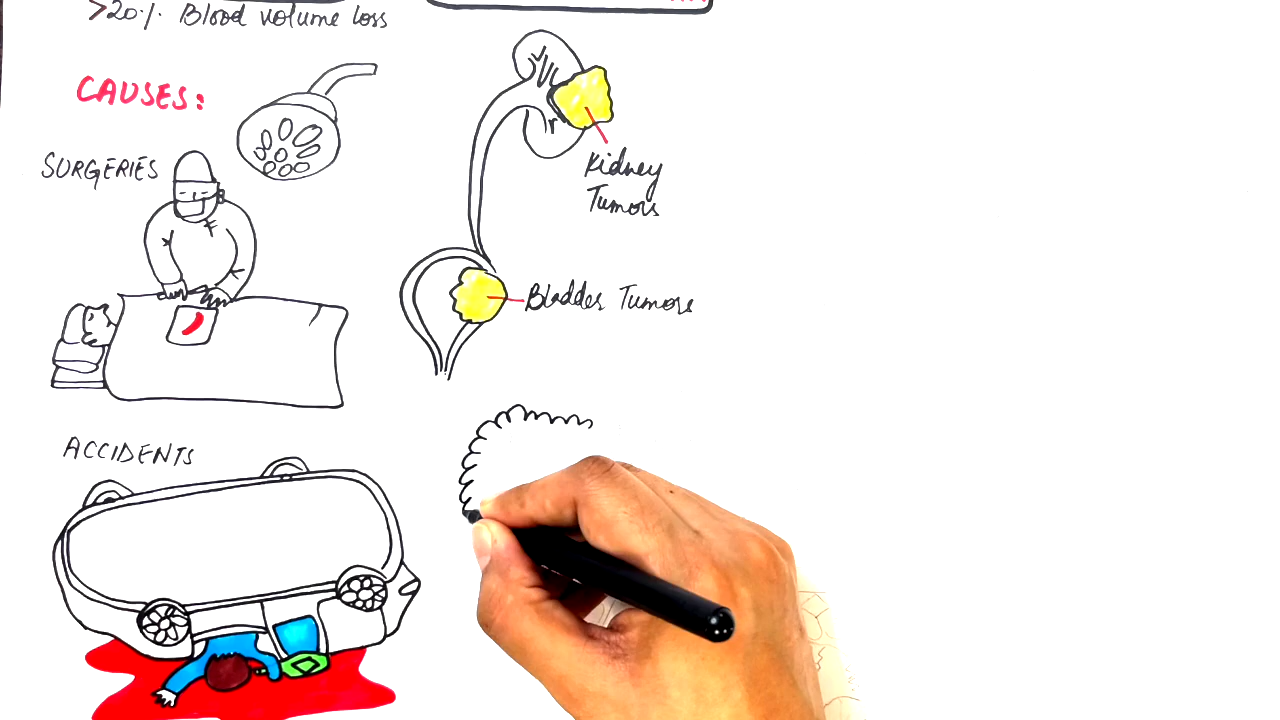 >20% Blood volume loss
CAUSES:
SURGERIES
Kidney
Tumors
Bladder Tumors
ACCIDENTS